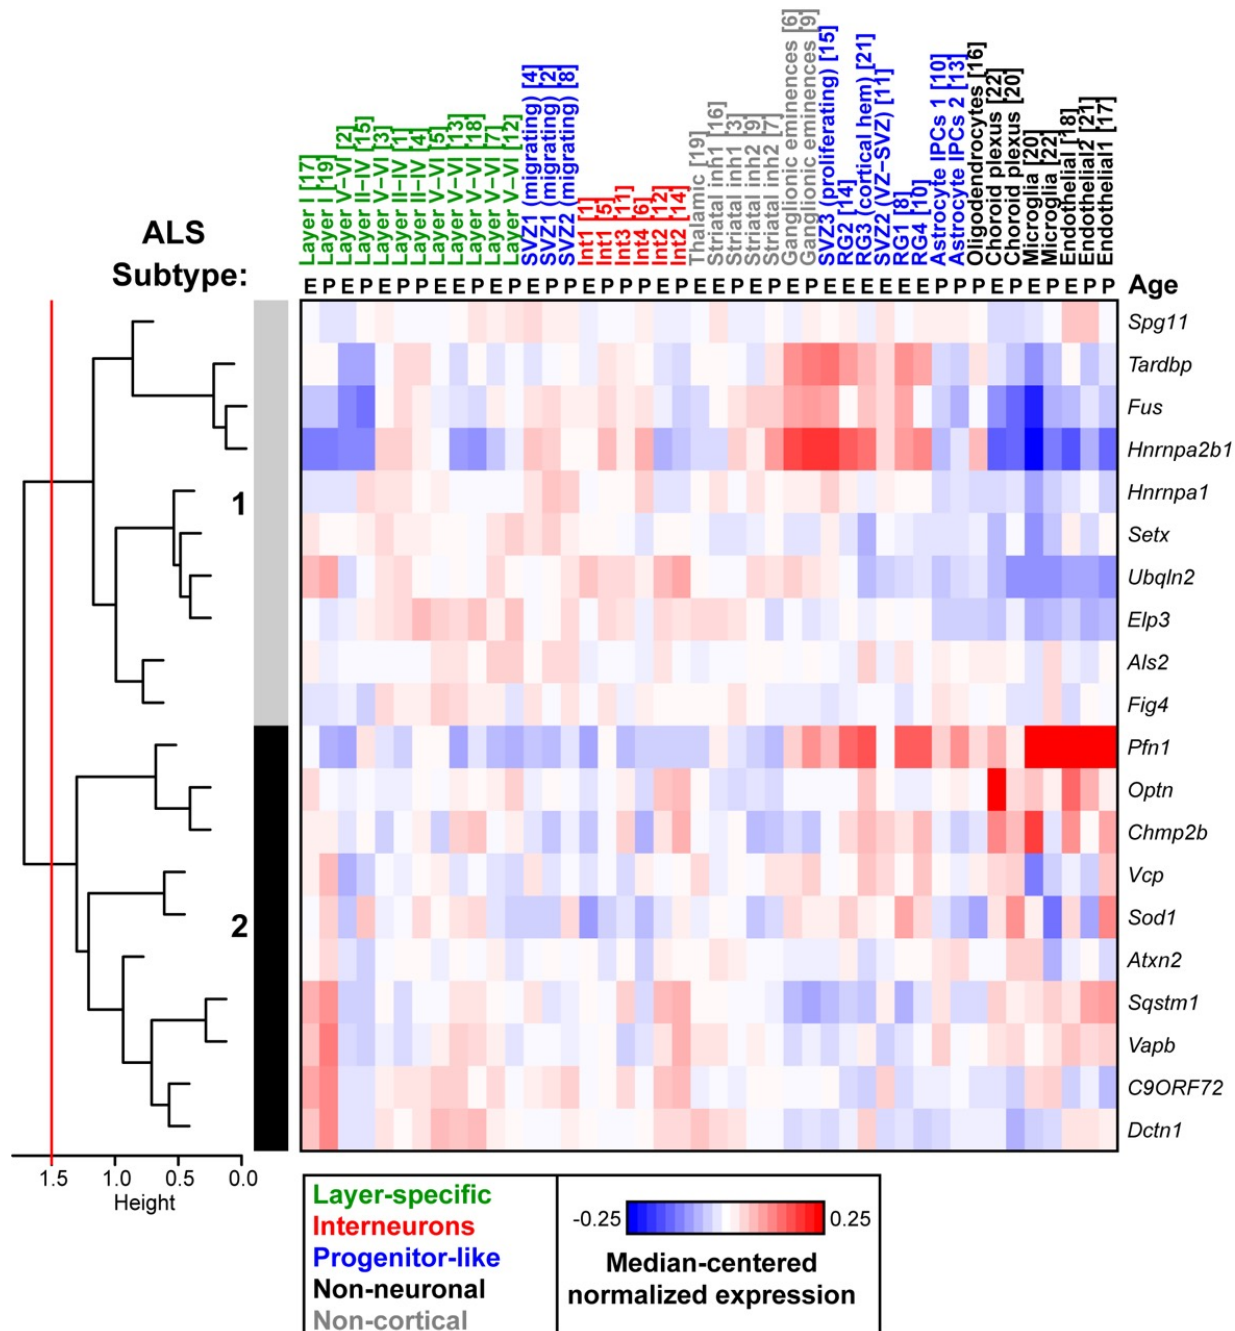 Layer I [17]
Layer I [19]
Layer V-VI [2]
Layer II-IV [15]
Layer V-VI [3]
Layer II-IV [1]
Layer II-IV [4]
Layer V-VI [5]
Layer V-VI [13]
Layer V-VI [18]
Layer V-VI [7]
Layer V-VI [12]
SVZ1 (migrating) [4]
SVZ1 (migrating) [2]
SVZ2 (migrating) [8]
Int1 [1]
Int1 [5]
Int3 [11]
Int4 [6]
Int2 [12]
Int2 [14]
Thalamic [19]
Striatal inh1 [16]
Striatal inh1 [3]
Striatal inh2 [9]
Striatal inh2 [7]
Ganglionic eminences [6]
Ganglionic eminences [9]
SVZ3 (proliferating) [15]
RG2 [14]
RG3 (cortical hem) [21]
SVZ2 (VZ-SVZ) [11]
RG1 [8]
RG4 [10]
Astrocyte IPCs 1 [10]
Astrocyte IPCs 2 [13]
Oligodendrocytes [16]
Choroid plexus [22]
Choroid plexus [20]
Microglia [20]
Microglia [22]
Endothelial [18]
Endothelial2 [21]
Endothelial1 [17]
ALS
Subtype:
E P E P E P P E E P E P E E P E P E P E P E E P E P E E E E E E E E P P P E P E P E P P Age
Spg11
Tardbp
Fus
Hnrnpa2b1
1
Hnrnpa1
Setx
Ubqln2
Elp3
Als2
Fig4
Pfn1
Optn
Chmp2b
Vcp
2
Sod1
Atxn2
Sqstm1
Vapb
C9ORF72
Dctn1
1.5 1.0 0.5 0.0
Height
Layer-specific
Interneurons
Progenitor-like
Non-neuronal
Non-cortical
-0.25 0.25
Median-centered
normalized expression